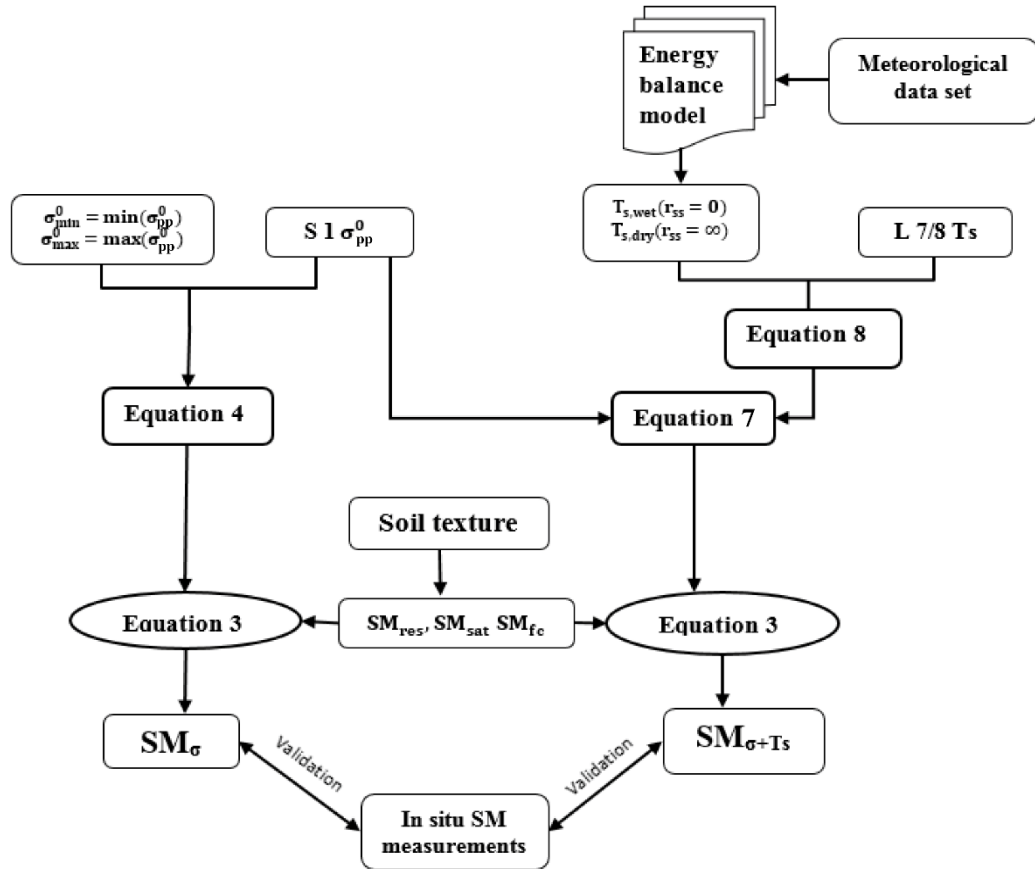 Energy
balance
model
Meteorological
data set
σ⁰min = min(σ⁰pp)
σ⁰max = max(σ⁰pp)
S 1 σ⁰pp
Ts,wet(rss = 0)
Ts,dry(rss = ∞)
L 7/8 Ts
Equation 8
Equation 4
Equation 7
Soil texture
Equation 3
SMres, SMsat SMfc
Equation 3
SMσ
SMσ+Ts
Validation
Validation
In situ SM
measurements